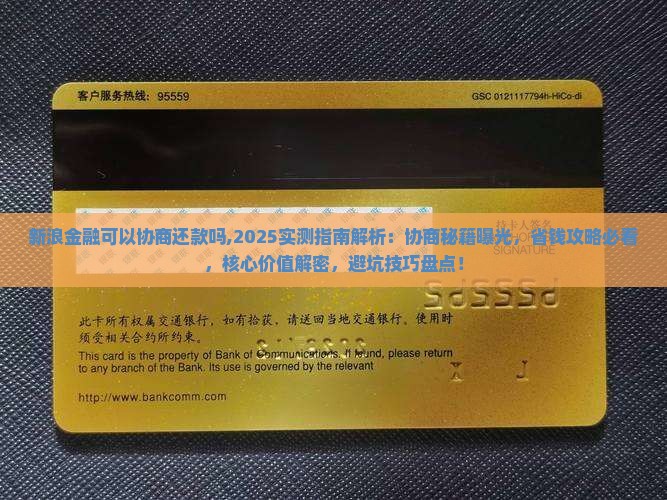 客户服务热线：95559
GSC 0121117794h-HiCo-di
持卡人签名
SIGNATURE
新浪金融可以协商还款吗,2025实测指南解析：协商秘籍曝光，省钱攻略必看
，核心价值解密，避坑技巧盘点！
此卡所有权属交通银行，如有拾获，请送回当地交通银行。使用时
须受相关合约所约束。
This card is the property of Bank of Communications. If found, please return
to any branch of the Bank. Its use is governed by the relevant
http://www.bankcomm.com